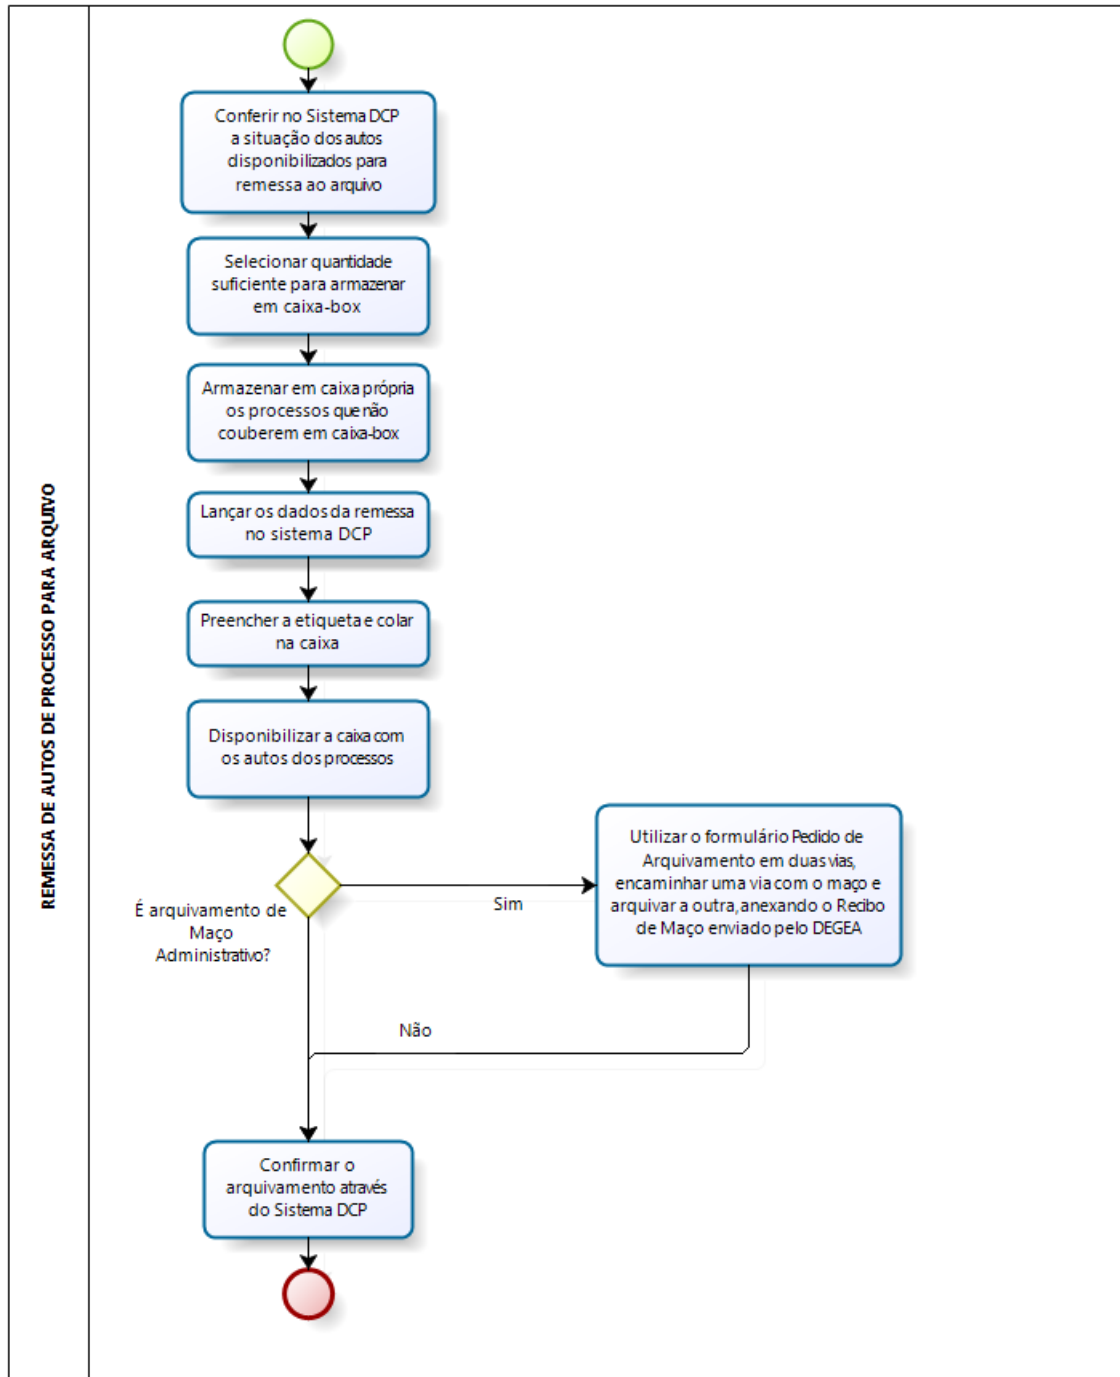 REMESSA DE AUTOS DE PROCESSO PARA ARQUIVO
Conferir no Sistema DCP
a situação dos autos
disponibilizados para
remessa ao arquivo
Selecionar quantidade
suficiente para armazenar
em caixa-box
Armazenar em caixa própria
os processos que não
couberem em caixa-box
Lançar os dados da remessa
no sistema DCP
Preencher a etiqueta e colar
na caixa
Disponibilizar a caixa com
os autos dos processos
É arquivamento de
Maço
Administrativo?
Sim
Utilizar o formulário Pedido de
Arquivamento em duas vias,
encaminhar uma via com o maço e
arquivar a outra, anexando o Recibo
de Maço enviado pelo DEGEA
Não
Confirmar o
arquivamento através
do Sistema DCP